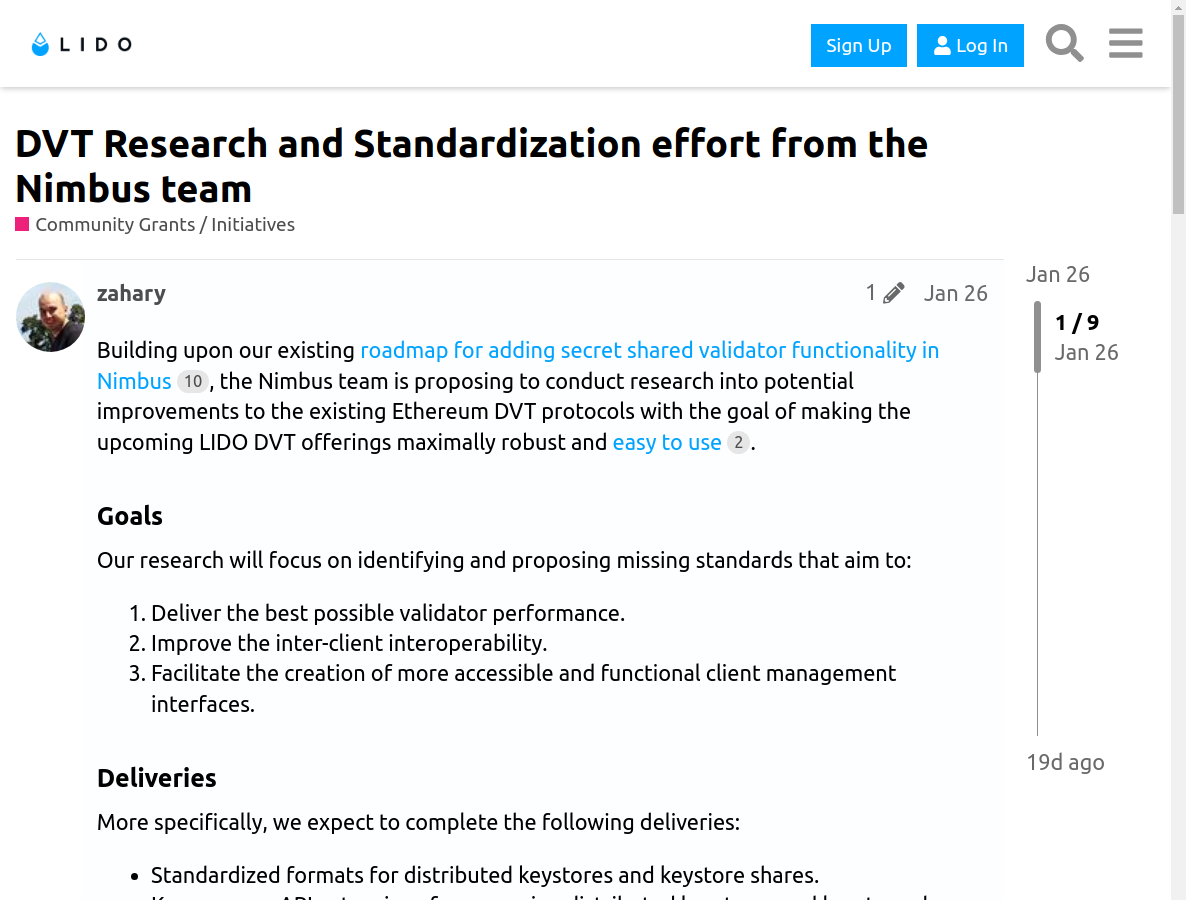 LIDO
Sign Up
Log In
DVT Research and Standardization effort from the
Nimbus team
Community Grants / Initiatives
zahary
1
Jan 26
Jan 26
1 / 9
Jan 26
Building upon our existing roadmap for adding secret shared validator functionality in
Nimbus 10, the Nimbus team is proposing to conduct research into potential
improvements to the existing Ethereum DVT protocols with the goal of making the
upcoming LIDO DVT offerings maximally robust and easy to use 2.
Goals
Our research will focus on identifying and proposing missing standards that aim to:
1. Deliver the best possible validator performance.
2. Improve the inter-client interoperability.
3. Facilitate the creation of more accessible and functional client management
interfaces.
19d ago
Deliveries
More specifically, we expect to complete the following deliveries:
• Standardized formats for distributed keystores and keystore shares.